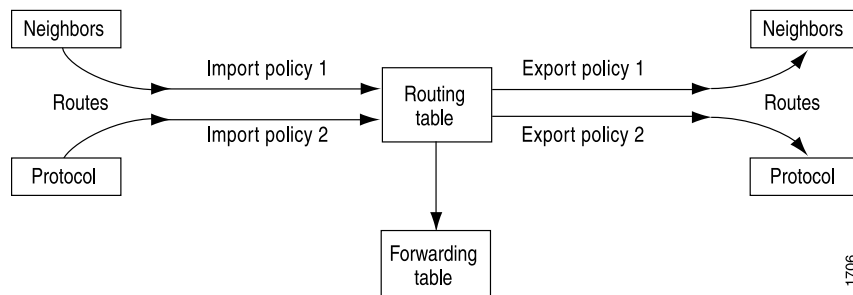 Neighbors
Neighbors
Import policy 1
Export policy 1
Routes
Routing
table
Routes
Import policy 2
Export policy 2
Protocol
Protocol
Forwarding
table
1706